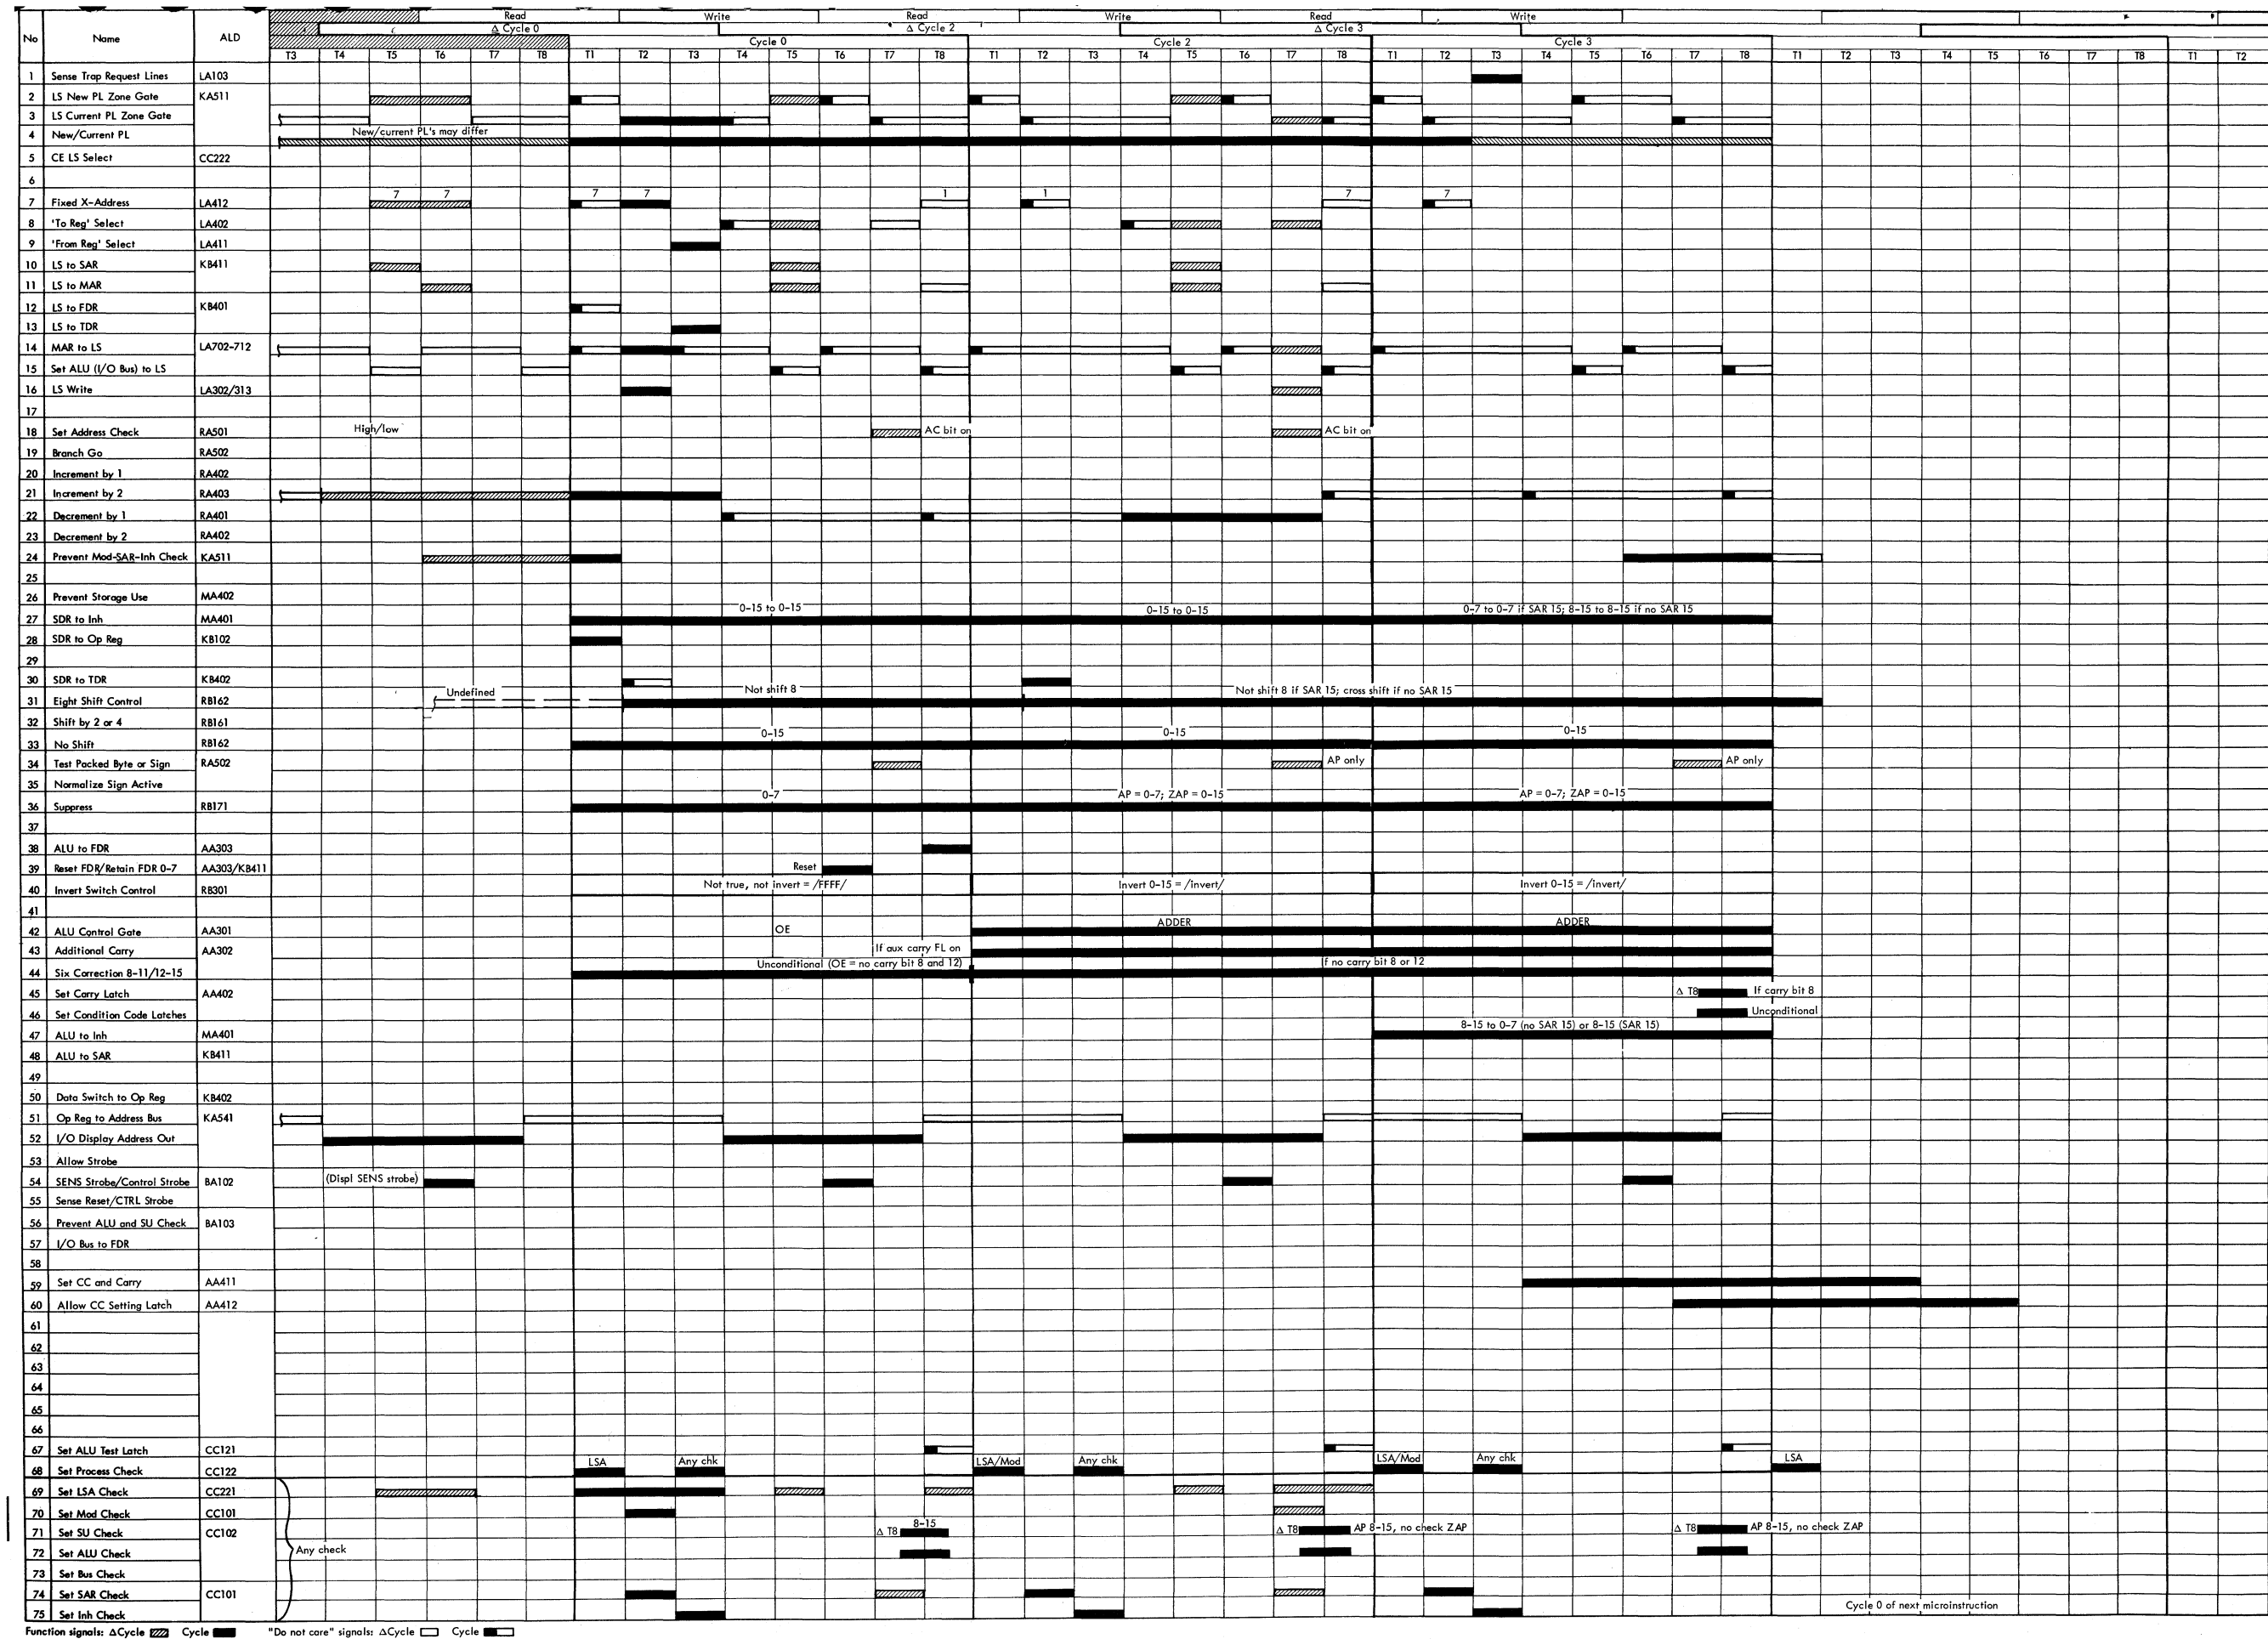 Read Write Read Write Read Write
Δ Cycle 0 Δ Cycle 2 Δ Cycle 3
No Name ALD Cycle 0 Cycle 2 Cycle 3
T3 T4 T5 T6 T7 T8 T1 T2 T3 T4 T5 T6 T7 T8 T1 T2 T3 T4 T5 T6 T7 T8 T1 T2 T3 T4 T5 T6 T7 T8 T1 T2 T3 T4 T5 T6 T7 T8 T1 T2
1 Sense Trap Request Lines LA103
2 LS New PL Zone Gate KA511
3 LS Current PL Zone Gate
4 New/Current PL New/current PL's may differ
5 CE LS Select CC222
6
7 7 7 7 1 1 7 7
7 Fixed X-Address LA412
8 'To Reg' Select LA402
9 'From Reg' Select LA411
10 LS to SAR KB411
11 LS to MAR
12 LS to FDR KB401
13 LS to TDR
14 MAR to LS LA702-712
15 Set ALU (I/O Bus) to LS
16 LS Write LA302/313
17
18 Set Address Check RA501 High/low AC bit on AC bit on
19 Branch Go RA502
20 Increment by 1 RA402
21 Increment by 2 RA403
22 Decrement by 1 RA401
23 Decrement by 2 RA402
24 Prevent Mod-SAR-Inh Check KA511
25
26 Prevent Storage Use MA402
0-15 to 0-15 0-15 to 0-15 0-7 to 0-7 if SAR 15; 8-15 to 8-15 if no SAR 15
27 SDR to Inh MA401
28 SDR to Op Reg KB102
29
30 SDR to TDR KB402
Undefined Not shift 8 Not shift 8 if SAR 15; cross shift if no SAR 15
31 Eight Shift Control RB162
32 Shift by 2 or 4 RB161
0-15 0-15 0-15
33 No Shift RB162
34 Test Packed Byte or Sign RA502 AP only AP only
35 Normalize Sign Active
0-7 AP = 0-7; ZAP = 0-15 AP = 0-7; ZAP = 0-15
36 Suppress RB171
37
38 ALU to FDR AA303
39 Reset FDR/Retain FDR 0-7 AA303/KB411 Reset
40 Invert Switch Control RB301 Not true, not invert = /FFFF/ Invert 0-15 = /invert/ Invert 0-15 = /invert/
41
42 ALU Control Gate AA301 OE ADDER ADDER
43 Additional Carry AA302 If aux carry FL on
44 Six Correction 8-11/12-15 Unconditional (OE = no carry bit 8 and 12) If no carry bit 8 or 12
45 Set Carry Latch AA402 Δ T8 If carry bit 8
46 Set Condition Code Latches Unconditional
47 ALU to Inh MA401 8-15 to 0-7 (no SAR 15) or 8-15 (SAR 15)
48 ALU to SAR KB411
49
50 Data Switch to Op Reg KB402
51 Op Reg to Address Bus KA541
52 I/O Display Address Out
53 Allow Strobe
54 SENS Strobe/Control Strobe BA102 (Displ SENS strobe)
55 Sense Reset/CTRL Strobe
56 Prevent ALU and SU Check BA103
57 I/O Bus to FDR
58
59 Set CC and Carry AA411
60 Allow CC Setting Latch AA412
61
62
63
64
65
66
67 Set ALU Test Latch CC121
LSA Any chk LSA/Mod Any chk LSA/Mod Any chk LSA
68 Set Process Check CC122
69 Set LSA Check CC221
70 Set Mod Check CC101
71 Set SU Check CC102 Δ T8 8-15 Δ T8 AP 8-15, no check ZAP Δ T8 AP 8-15, no check ZAP
72 Set ALU Check Any check
73 Set Bus Check
74 Set SAR Check CC101
75 Set Inh Check Cycle 0 of next microinstruction
Function signals: ΔCycle Cycle "Do not care" signals: ΔCycle Cycle